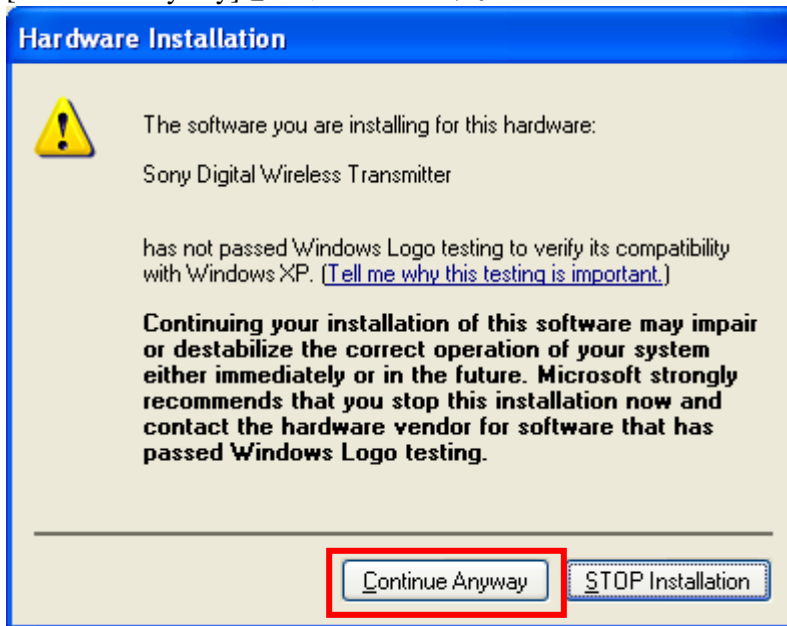 Hardware Installation
The software you are installing for this hardware:
Sony Digital Wireless Transmitter
has not passed Windows Logo testing to verify its compatibility
with Windows XP. (Tell me why this testing is important.)
Continuing your installation of this software may impair
or destabilize the correct operation of your system
either immediately or in the future. Microsoft strongly
recommends that you stop this installation now and
contact the hardware vendor for software that has
passed Windows Logo testing.
Continue Anyway STOP Installation